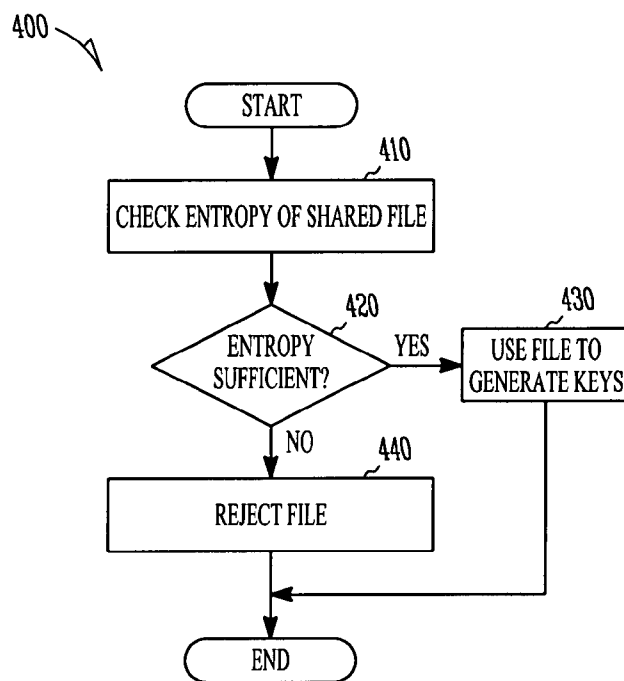 400
START
410
CHECK ENTROPY OF SHARED FILE
420
ENTROPY
SUFFICIENT?
YES
430
USE FILE TO
GENERATE KEYS
NO
440
REJECT FILE
END